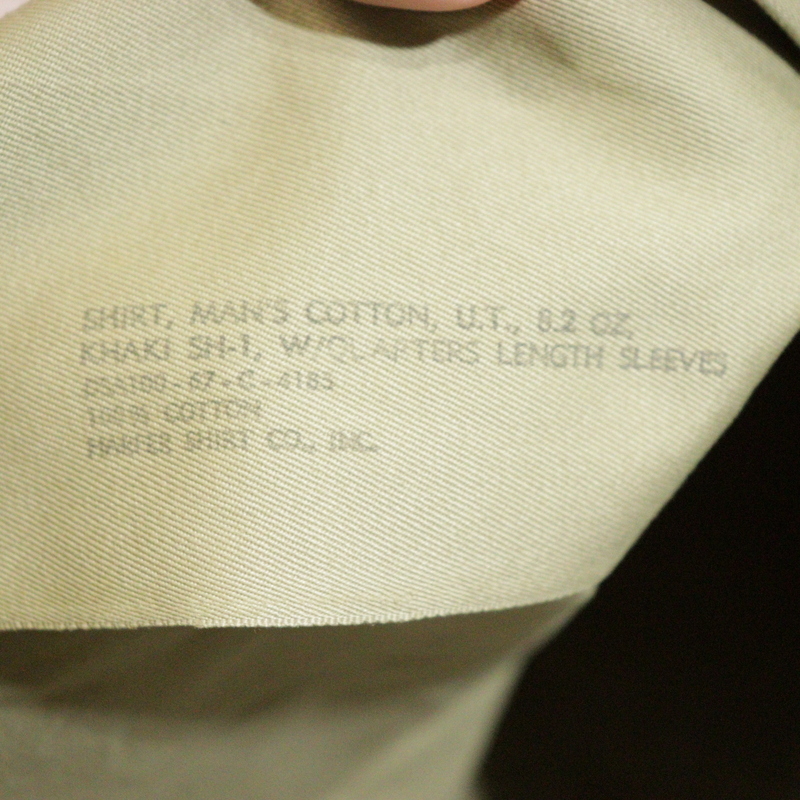 SHIRT, MAN'S COTTON, U.T., 8.2 OZ,
KHAKI SH-1, W/QUARTERS LENGTH SLEEVES
DSA100-67-C-4185
100% COTTON
SHIRT CO., INC.